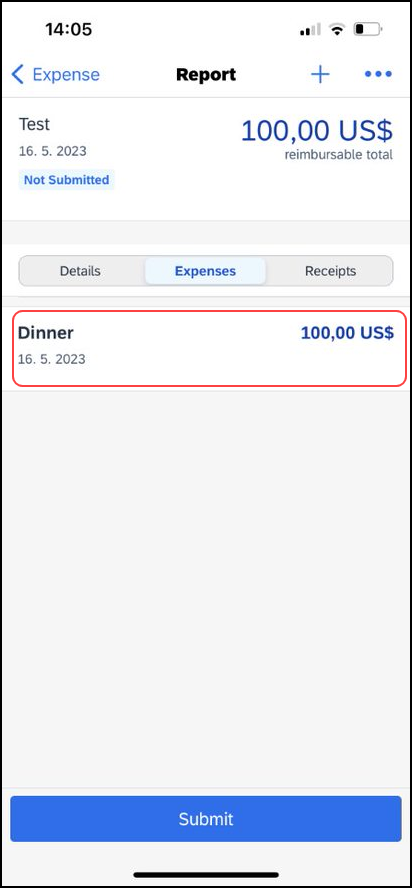 14:05
Expense
Report
Test
100,00 US$
16. 5. 2023
reimbursable total
Not Submitted
Details
Expenses
Receipts
Dinner
100,00 US$
16. 5. 2023
Submit